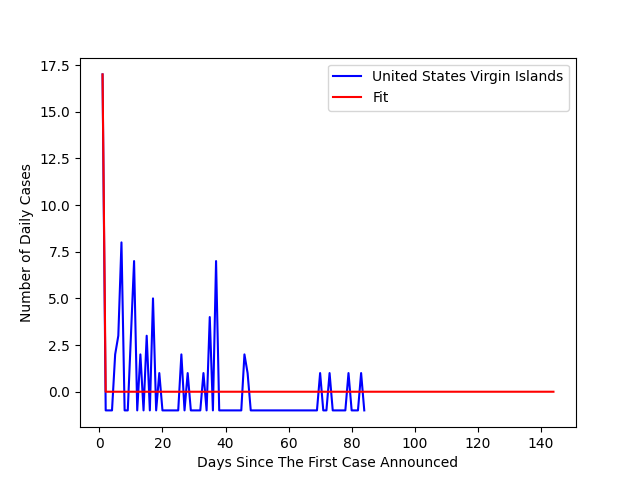 United States Virgin Islands
Fit
17.5
15.0
12.5
10.0
7.5
5.0
2.5
0.0
Number of Daily Cases
0 20 40 60 80 100 120 140
Days Since The First Case Announced